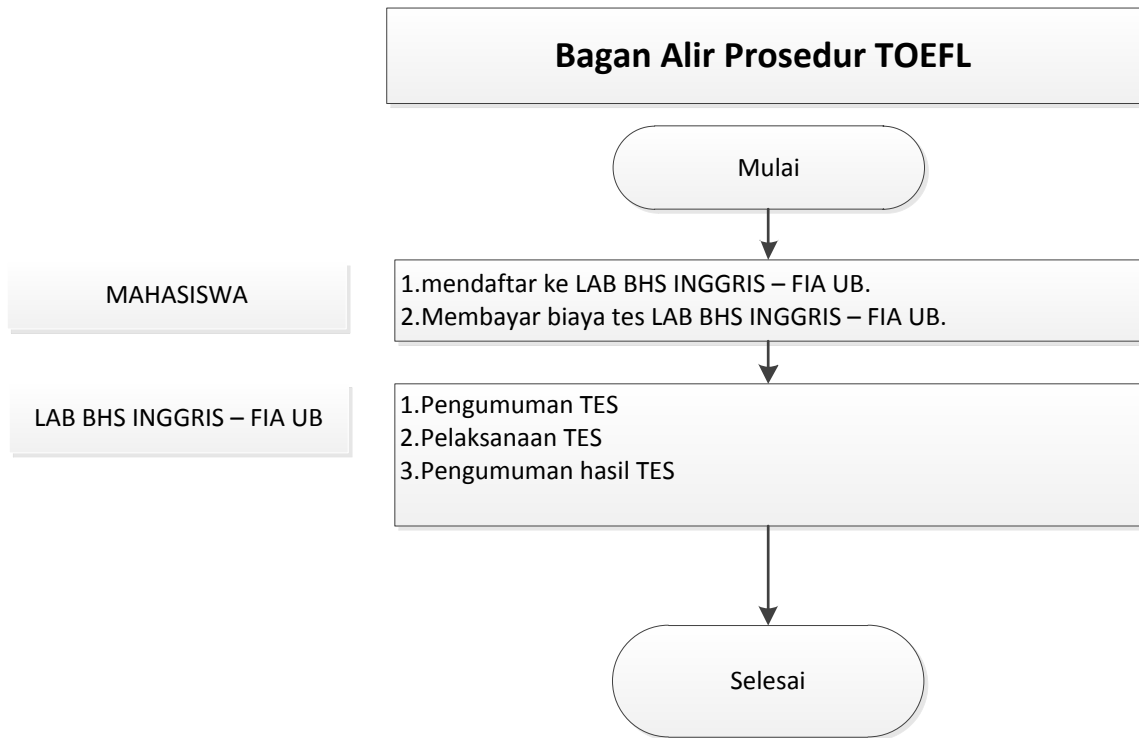 Bagan Alir Prosedur TOEFL
Mulai
MAHASISWA
1.mendaftar ke LAB BHS INGGRIS – FIA UB.
2.Membayar biaya tes LAB BHS INGGRIS – FIA UB.
LAB BHS INGGRIS – FIA UB
1.Pengumuman TES
2.Pelaksanaan TES
3.Pengumuman hasil TES
Selesai